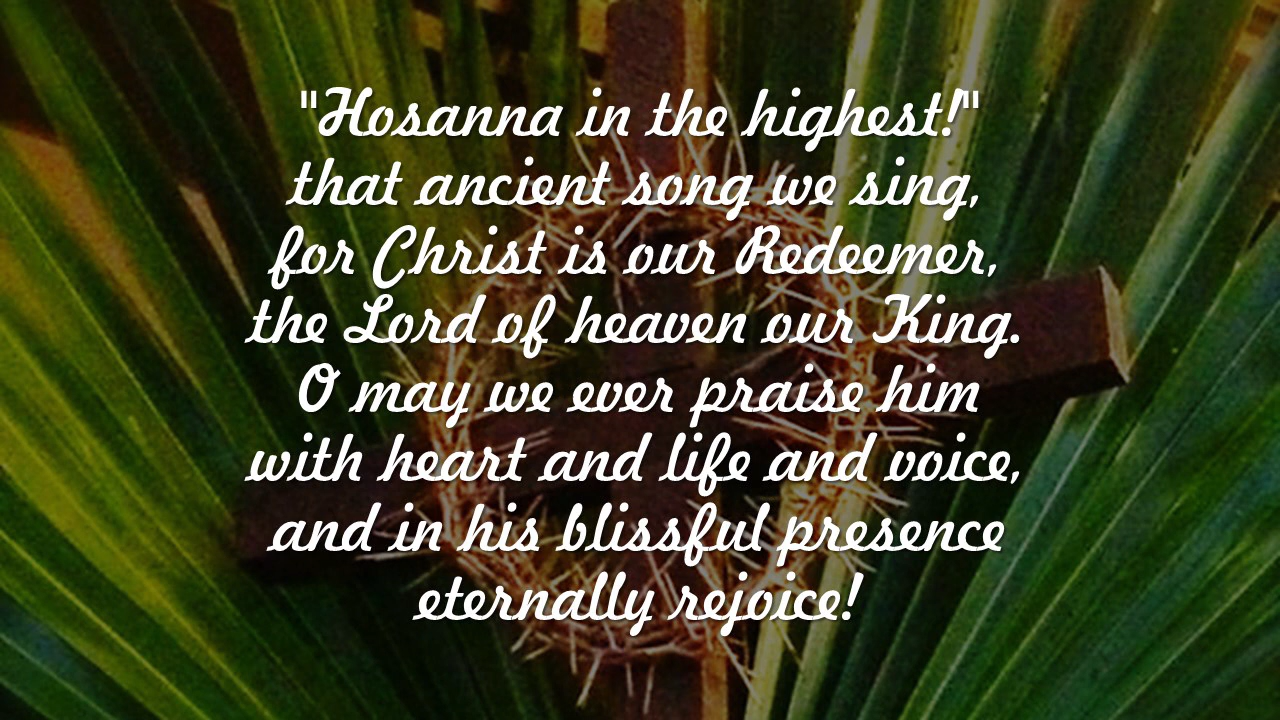 "Hosanna in the highest!"
that ancient song we sing,
for Christ is our Redeemer,
the Lord of heaven our King.
O may we ever praise him
with heart and life and voice,
and in his blissful presence
eternally rejoice!